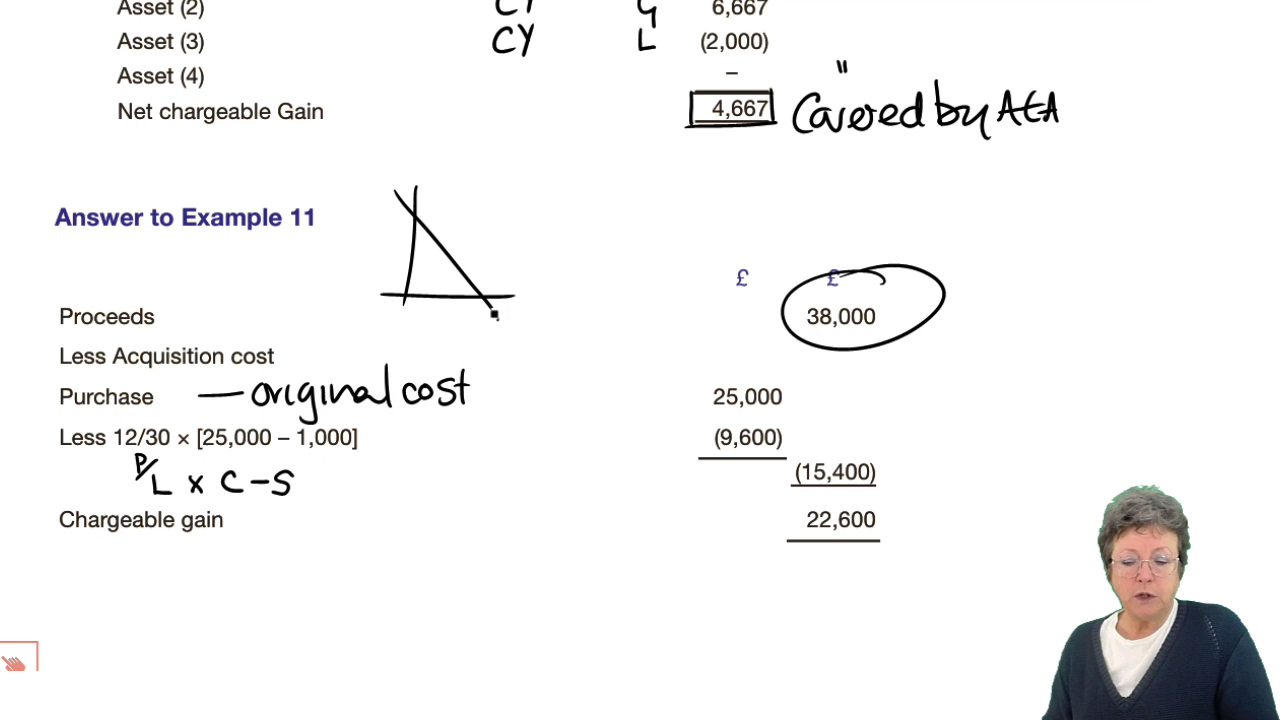 Asset (2) CY G 6,667
Asset (3) CY L (2,000)
Asset (4) – "
Net chargeable Gain 4,667 Covered by AEA
Answer to Example 11
£ £
Proceeds 38,000
Less Acquisition cost
Purchase — original cost 25,000
Less 12/30 × [25,000 – 1,000] (9,600)
(15,400)
P/L x C - S
Chargeable gain 22,600